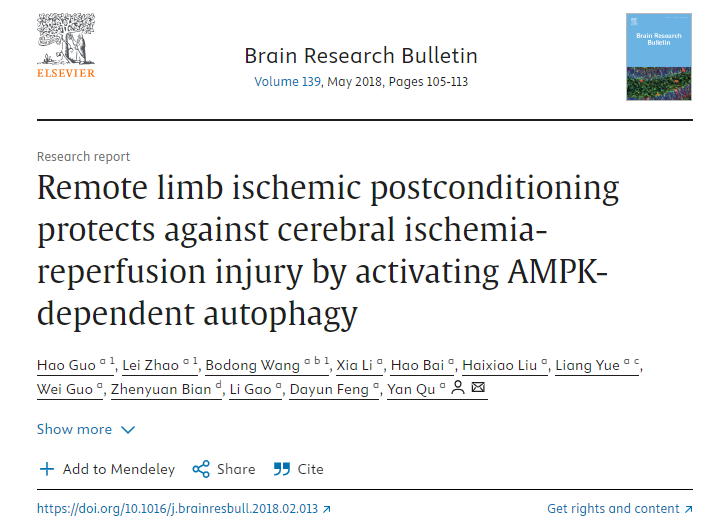 ELSEVIER
Brain Research Bulletin
Volume 139, May 2018, Pages 105-113
Brain Research
Bulletin
Research report
Remote limb ischemic postconditioning
protects against cerebral ischemia-
reperfusion injury by activating AMPK-
dependent autophagy
Hao Guo a 1, Lei Zhao a 1, Bodong Wang a b 1, Xia Li a, Hao Bai a, Haixiao Liu a, Liang Yue a c,
Wei Guo a, Zhenyuan Bian d, Li Gao a, Dayun Feng a, Yan Qu a
Show more
Add to Mendeley Share Cite
https://doi.org/10.1016/j.brainresbull.2018.02.013 Get rights and content